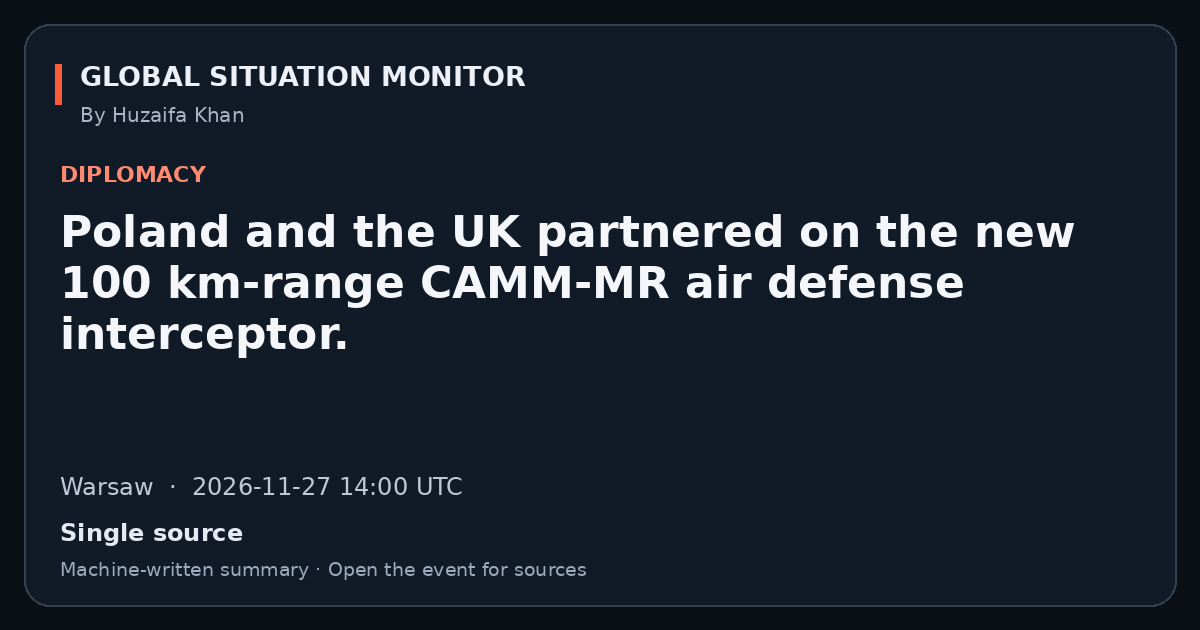 GLOBAL SITUATION MONITOR
By Huzaifa Khan
DIPLOMACY
Poland and the UK partnered on the new
100 km-range CAMM-MR air defense
interceptor.
Warsaw · 2026-11-27 14:00 UTC
Single source
Machine-written summary · Open the event for sources